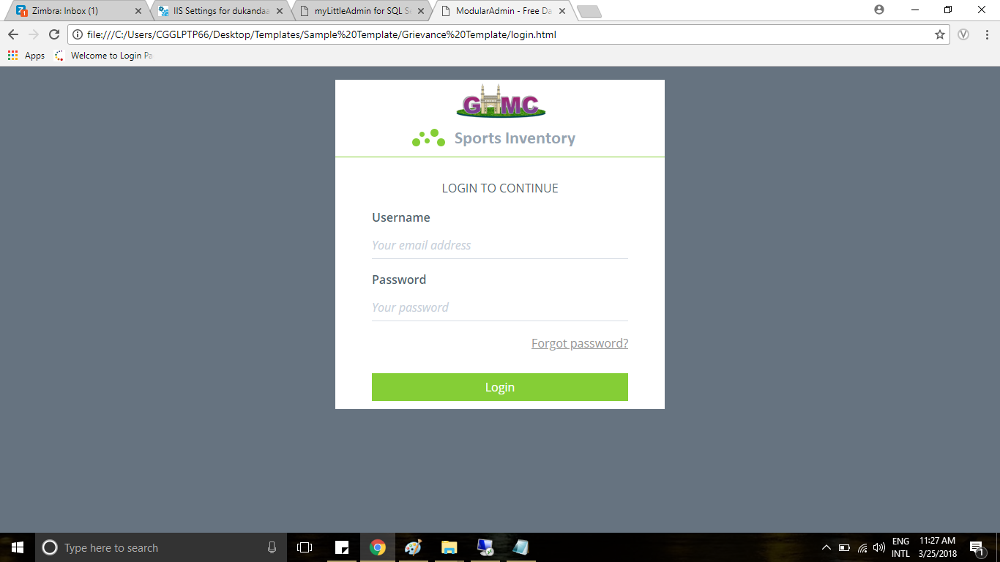 Zimbra: Inbox (1)
IIS Settings for dukandaa
myLittleAdmin for SQL Se
ModularAdmin - Free Da
file:///C:/Users/CGGLPTP66/Desktop/Templates/Sample%20Template/Grievance%20Template/login.html
Apps
Welcome to Login Pa
GHMC
Sports Inventory
LOGIN TO CONTINUE
Username
Your email address
Password
Your password
Forgot password?
Login
Type here to search
ENG
INTL
11:27 AM
3/25/2018
1